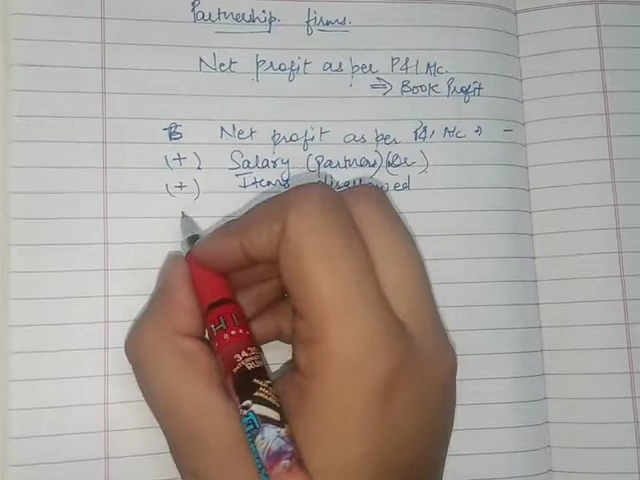 Partnership firms.
Net profit as per P&L A/c.
⇒ Book Profit
Net profit as per P&L A/c
(+) Salary (Partners)
(+) Items disallowed